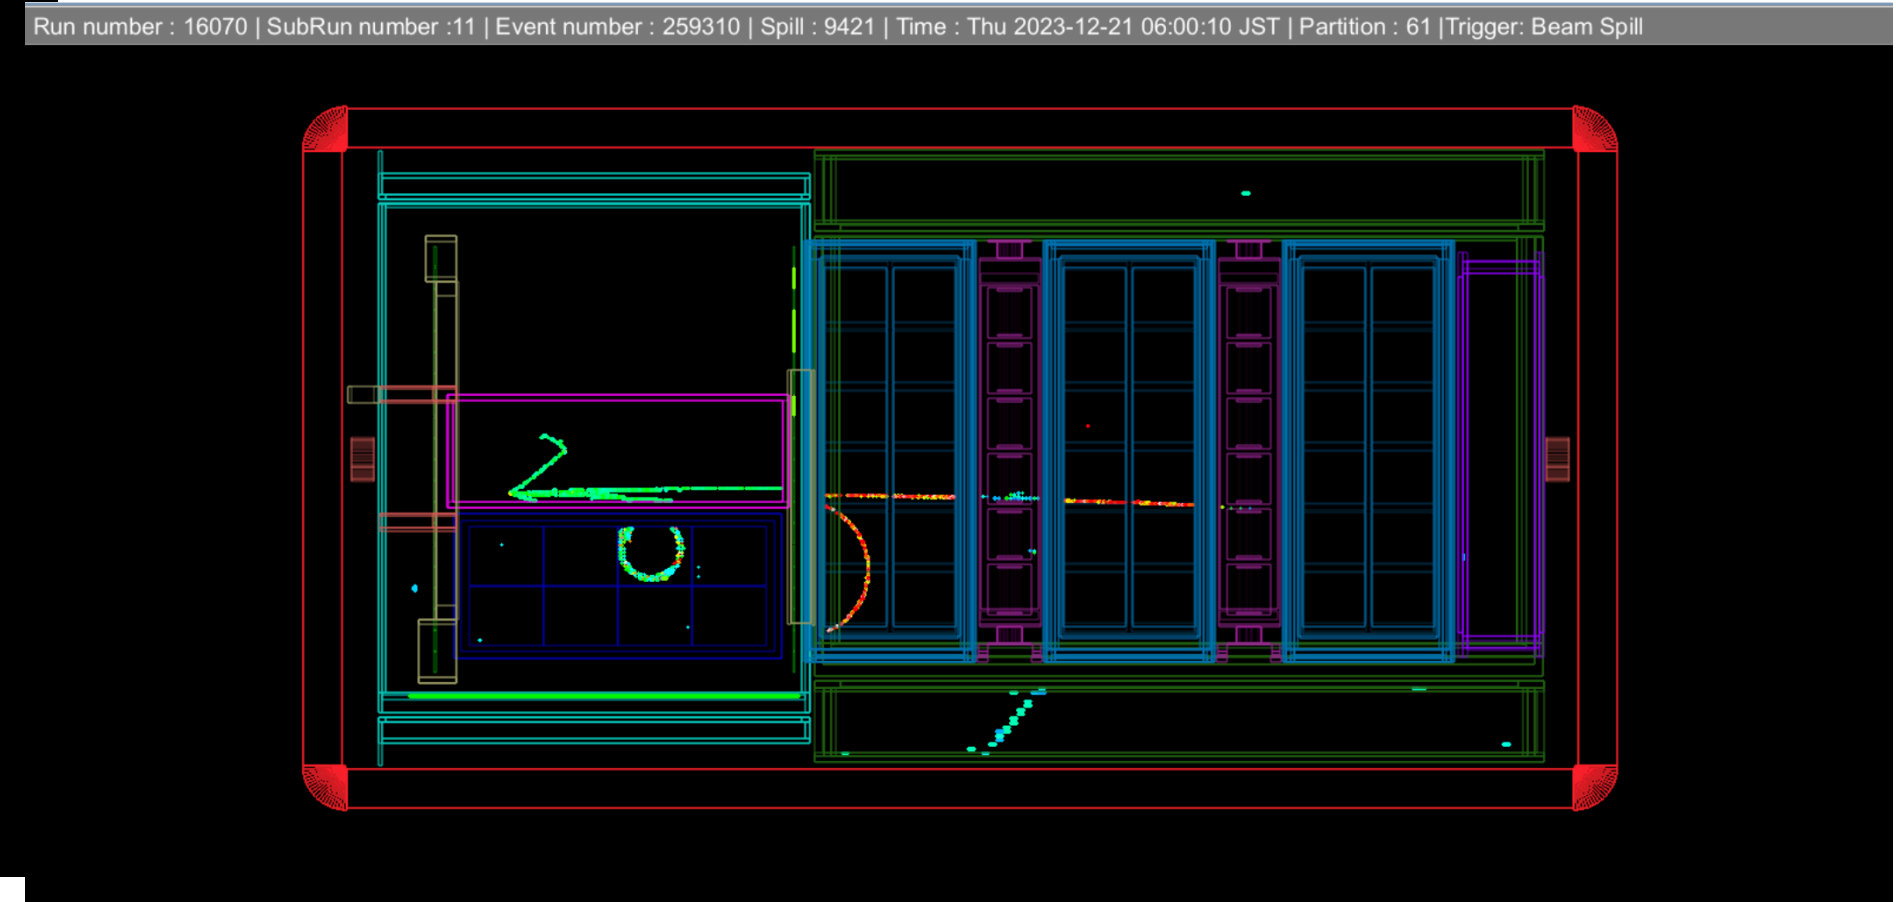 Run number : 16070 | SubRun number :11 | Event number : 259310 | Spill : 9421 | Time : Thu 2023-12-21 06:00:10 JST | Partition : 61 |Trigger: Beam Spill